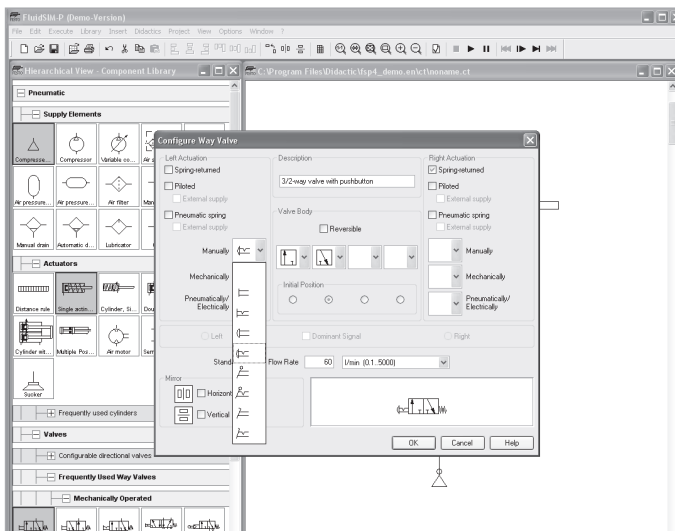 FluidSIM-P (Demo-Version)
File Edit Execute Library Insert Didactics Project View Options Window ?
Hierarchical View - Component Library
C:\Program Files\Didactic\fsp4_demo.en\ct\noname.ct
Pneumatic
Supply Elements
Compresse... Compressor Variable co... Air s
Air pressure... Air pressure... Air filter Man
Manual drain Automatic d... Lubricator
Actuators
Distance rule Single actin... Cylinder, Si... Dou
Cylinder wit... Multiple Pos... Air motor Sem
Sucker
Frequently used cylinders
Valves
Configurable directional valves
Frequently Used Way Valves
Mechanically Operated
Configure Way Valve
Left Actuation
Spring-returned
Piloted
External supply
Pneumatic spring
External supply
Manually
Mechanically
Pneumatically/
Electrically
Description
3/2-way valve with pushbutton
Valve Body
Reversible
Initial Position
Right Actuation
Spring-returned
Piloted
External supply
Pneumatic spring
External supply
Manually
Mechanically
Pneumatically/
Electrically
Left Dominant Signal Right
Stand Flow Rate 60 l/min (0.1..5000)
Mirror
Horizont
Vertical
OK Cancel Help